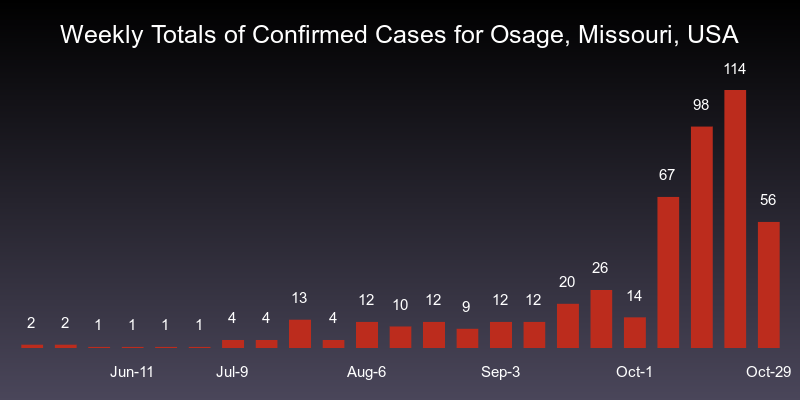 Weekly Totals of Confirmed Cases for Osage, Missouri, USA
2 2 1 1 1 1 4 4 13 4 12 10 12 9 12 12 20 26 14 67 98 114 56
Jun-11 Jul-9 Aug-6 Sep-3 Oct-1 Oct-29